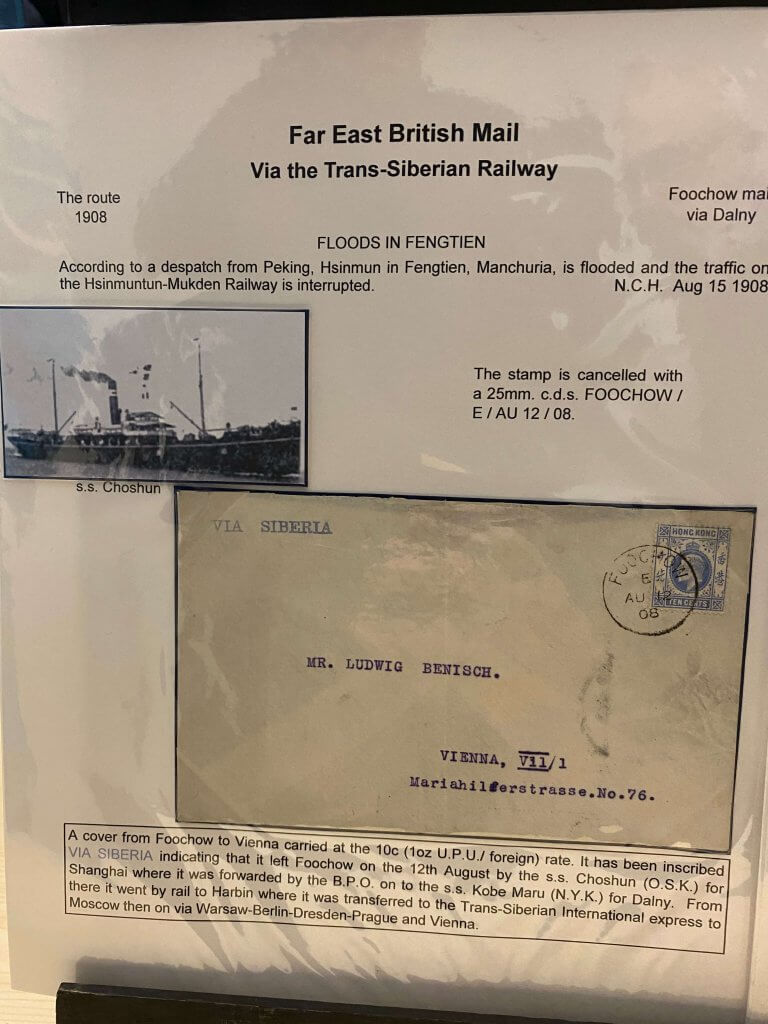 Far East British Mail
Via the Trans-Siberian Railway
The route
1908
Foochow mai
via Dalny
FLOODS IN FENGTIEN
According to a despatch from Peking, Hsinmun in Fengtien, Manchuria, is flooded and the traffic on
the Hsinmuntun-Mukden Railway is interrupted. N.C.H. Aug 15 1908
The stamp is cancelled with
a 25mm. c.d.s. FOOCHOW /
E / AU 12 / 08.
s.s. Choshun
VIA SIBERIA
HONG KONG
香港
TEN CENTS
FOOCHOW
E
AU 12
08
MR. LUDWIG BENISCH.
VIENNA, VII/1
Mariahilferstrasse.No.76.
A cover from Foochow to Vienna carried at the 10c (1oz U.P.U./ foreign) rate. It has been inscribed
VIA SIBERIA indicating that it left Foochow on the 12th August by the s.s. Choshun (O.S.K.) for
Shanghai where it was forwarded by the B.P.O. on to the s.s. Kobe Maru (N.Y.K.) for Dalny. From
there it went by rail to Harbin where it was transferred to the Trans-Siberian International express to
Moscow then on via Warsaw-Berlin-Dresden-Prague and Vienna.